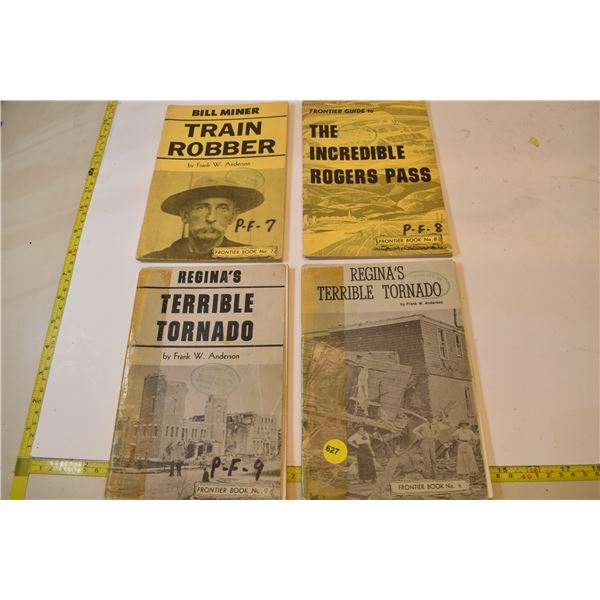 BILL MINER
TRAIN
ROBBER
by Frank W. Anderson
P-F-7
FRONTIER BOOK No. 7
FRONTIER GUIDE to
THE
INCREDIBLE
ROGERS PASS
P-F-8
FRONTIER BOOK No. 8
REGINA'S
TERRIBLE
TORNADO
by Frank W. Anderson
P-F-9
FRONTIER BOOK No. 9
REGINA'S
TERRIBLE TORNADO
by Frank W. Anderson
627
FRONTIER BOOK No.